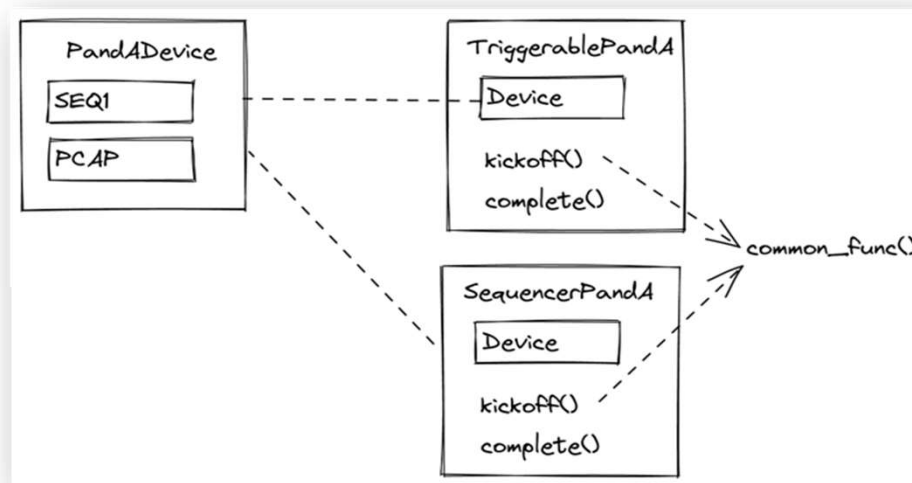 PandADevice
SEQ1
PCAP
TriggerablePandA
Device
kickoff()
complete()
common_func()
SequencerPandA
Device
kickoff()
complete()